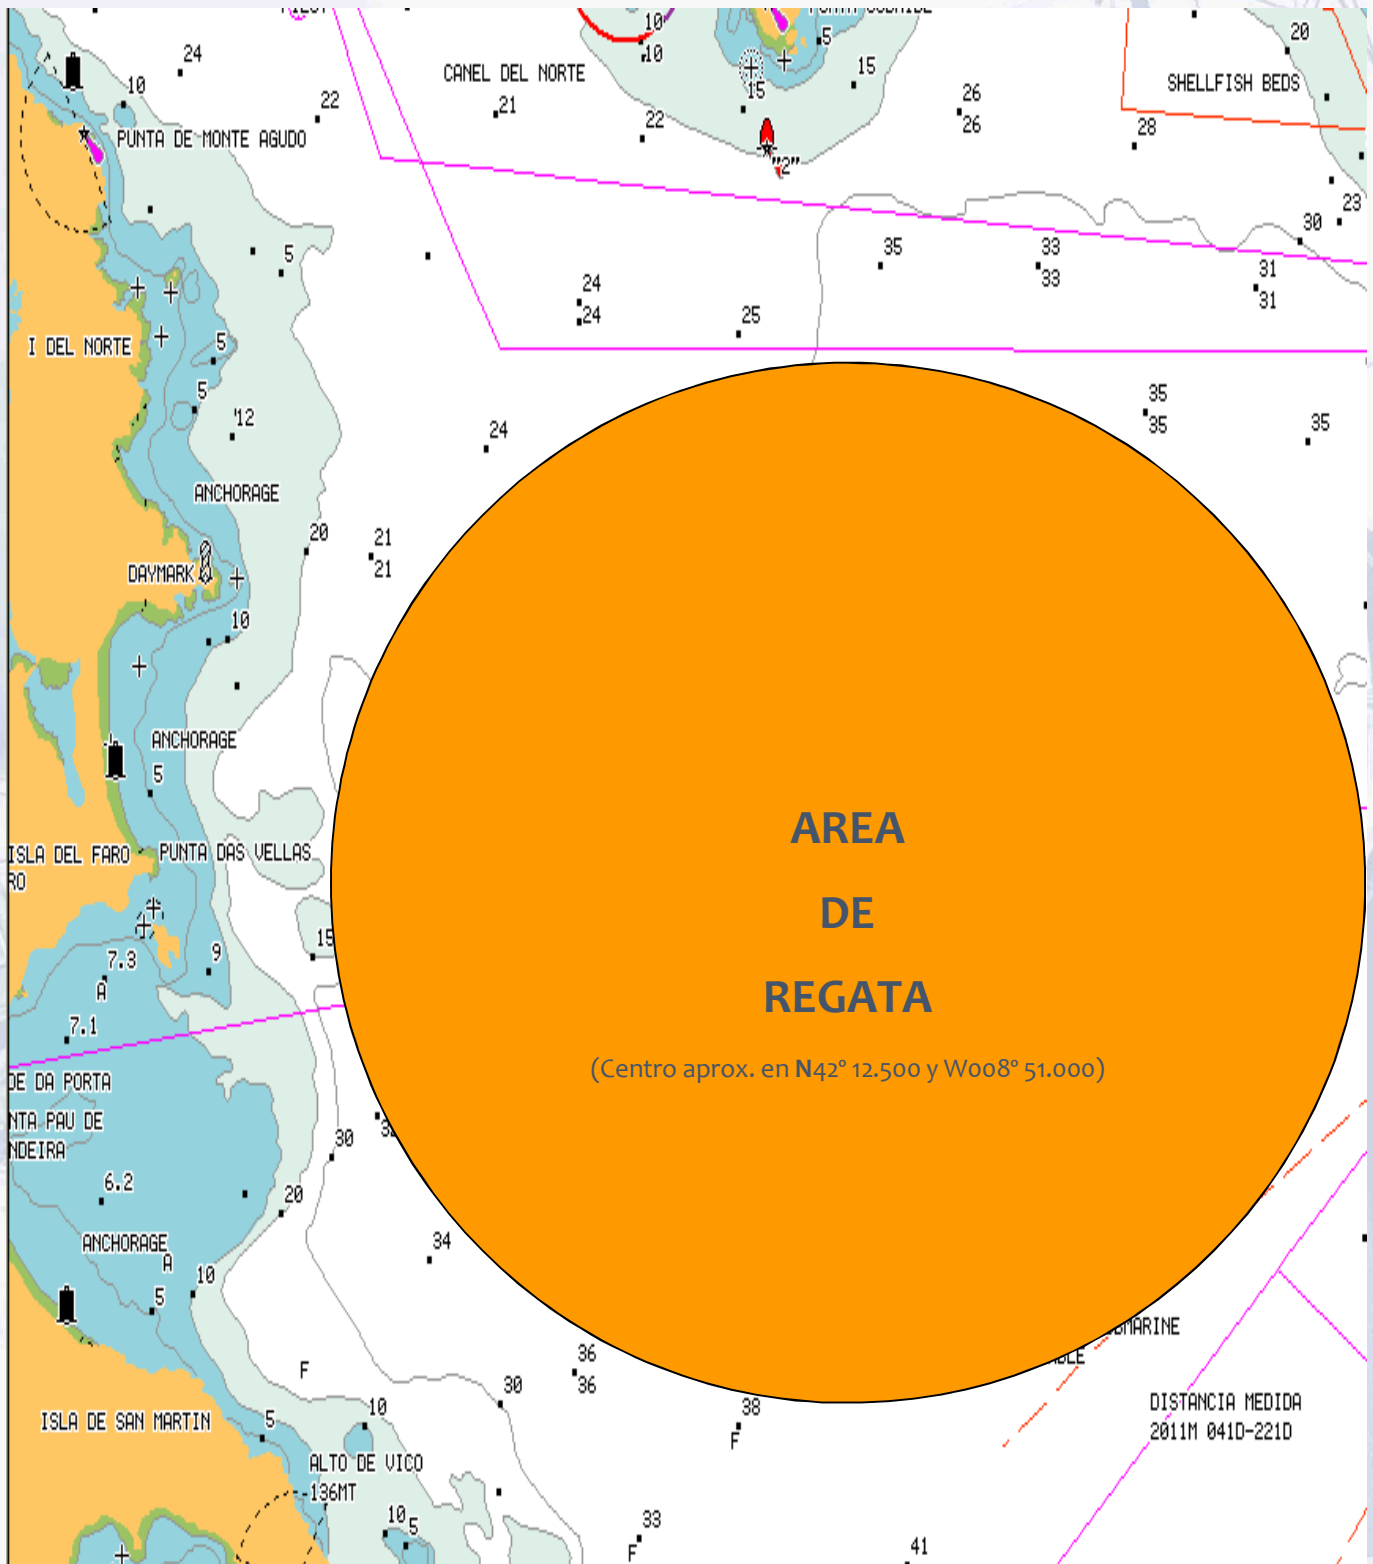 24
20
10
10
10
5
CANEL DEL NORTE
15
SHELLFISH BEDS
15
26
22
21
22
26
28
PUNTA DE MONTE AGUDO
"2"
23
30
5
35
33
33
31
31
24
24
25
I DEL NORTE
5
5
35
35
35
'12
24
ANCHORAGE
20
21
21
DAYMARK
10
ANCHORAGE
5
AREA
ISLA DEL FARO
PUNTA DAS VELLAS
RO
DE
15
9
7.3
A
REGATA
7.1
(Centro aprox. en N42° 12.500 y W008° 51.000)
DE DA PORTA
NTA PAU DE
30
NDEIRA
6.2
20
ANCHORAGE
A
34
10
5
36
36
F
30
38
F
DISTANCIA MEDIDA
2011M 041D-221D
ISLA DE SAN MARTIN
5
10
ALTO DE VICO
136MT
10
5
33
F
41